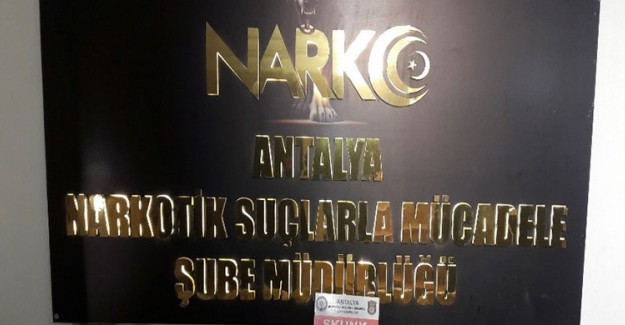 NARKO
ANTALYA
NARKOTİK SUÇLARLA MÜCADELE
ŞUBE MÜDÜRLÜĞÜ
ANTALYA
SKUNK